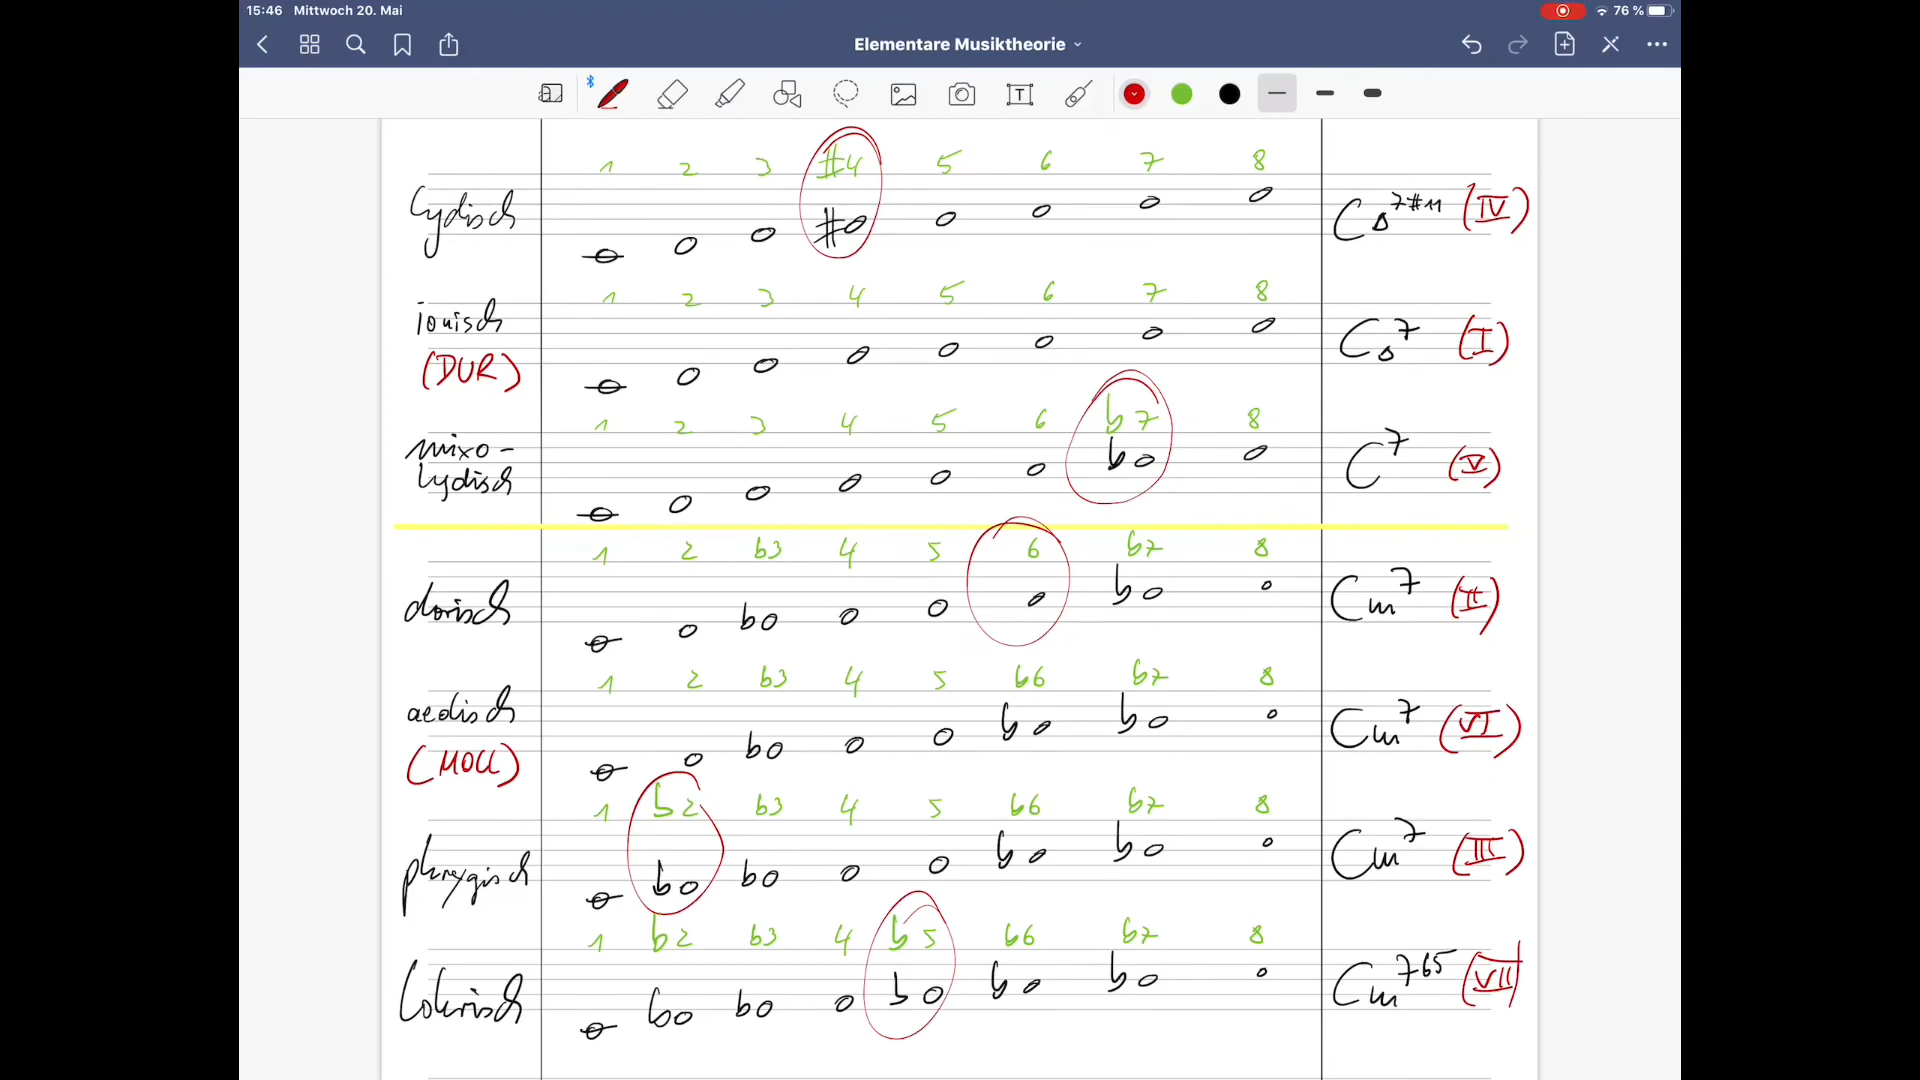 15:46 Mittwoch 20. Mai 76 %
Elementare Musiktheorie
1 2 3 #4 5 6 7 8
Lydisch # C△7#11 (IV)
1 2 3 4 5 6 7 8
ionisch C△7 (I)
(DUR)
1 2 3 4 5 6 b7 8
mixo-
lydisch b C7 (V)
1 2 b3 4 5 6 b7 8
dorisch b b Cm7 (II)
1 2 b3 4 5 b6 b7 8
aeolisch b b b Cm7 (VI)
(MOLL)
1 b2 b3 4 5 b6 b7 8
phrygisch b b b b Cm7 (III)
1 b2 b3 4 b5 b6 b7 8
Lokrisch b b b b b Cm7b5 (VII)